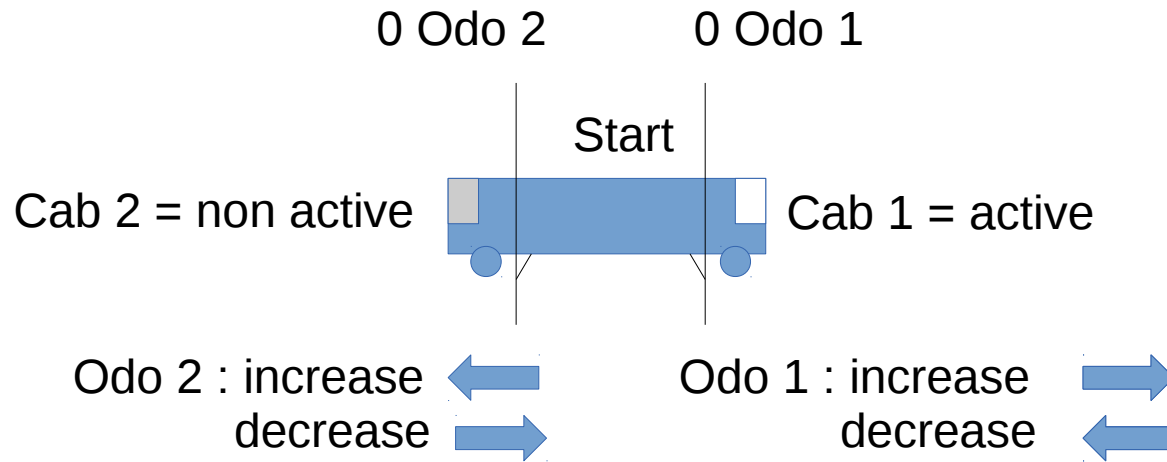 0 Odo 2
0 Odo 1
Start
Cab 2 = non active
Cab 1 = active
Odo 2 : increase
decrease
Odo 1 : increase
decrease